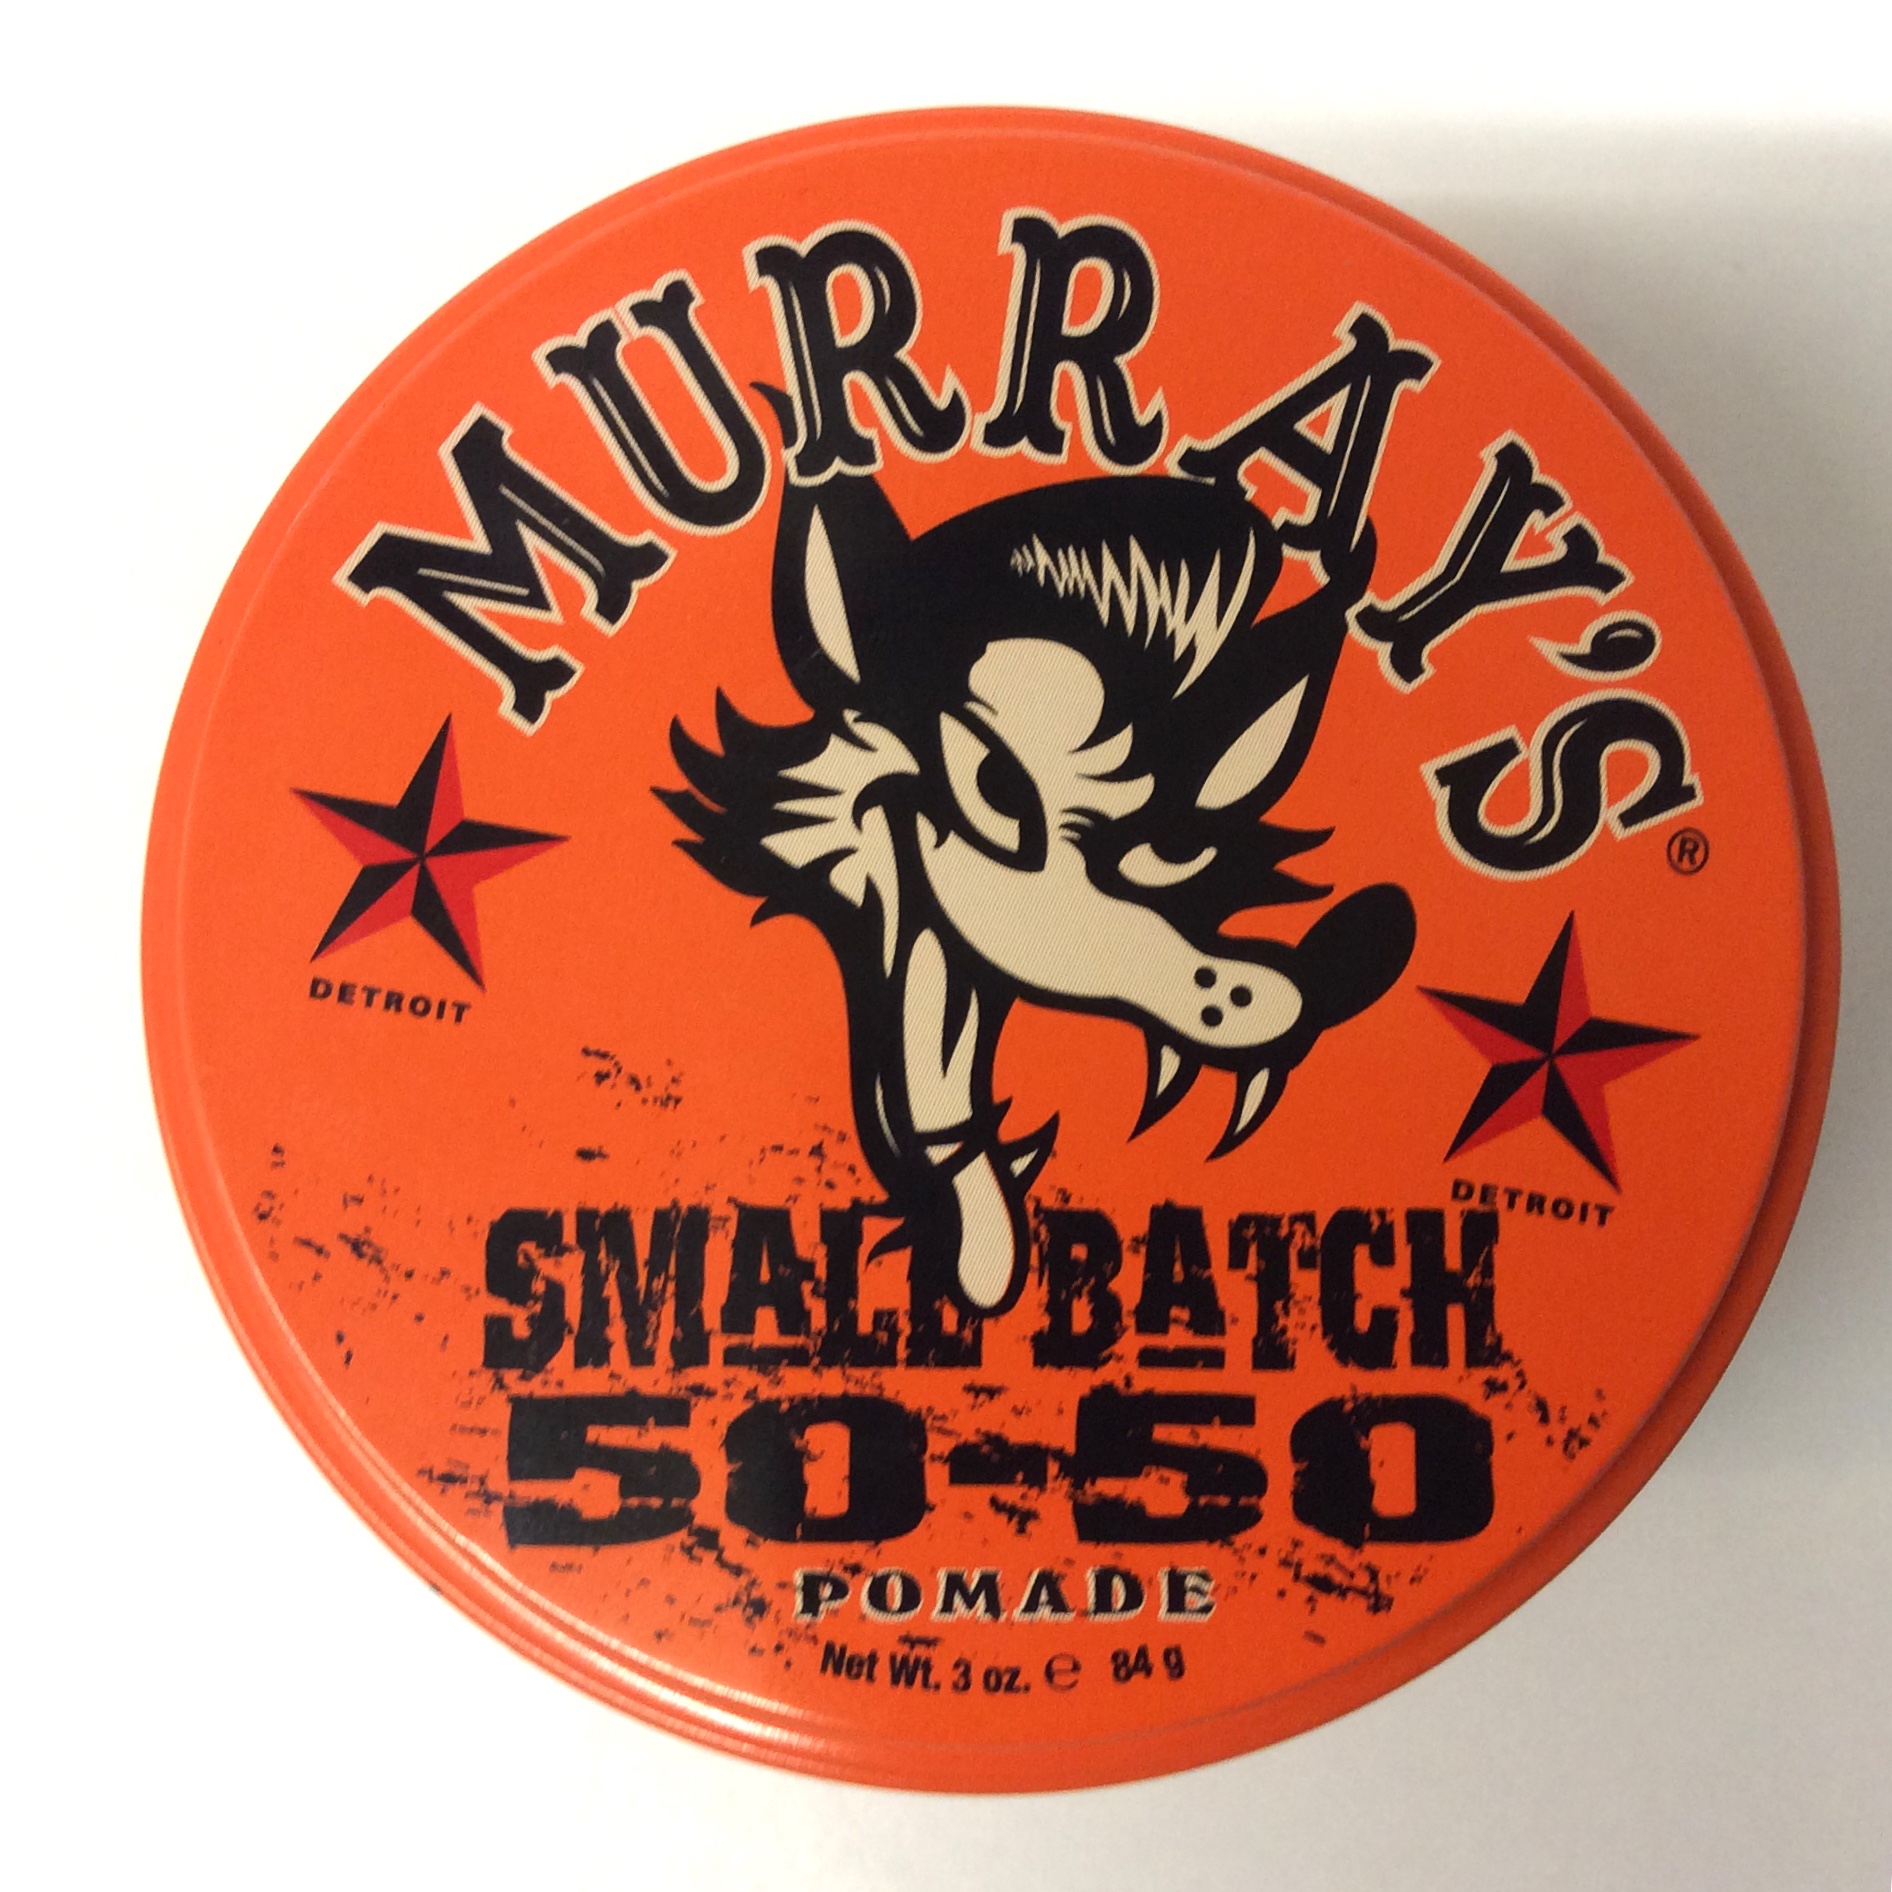 MURRAY'S®
DETROIT
DETROIT
SMALL BATCH
50-50
POMADE
Net Wt. 3 oz. ℮ 84 g